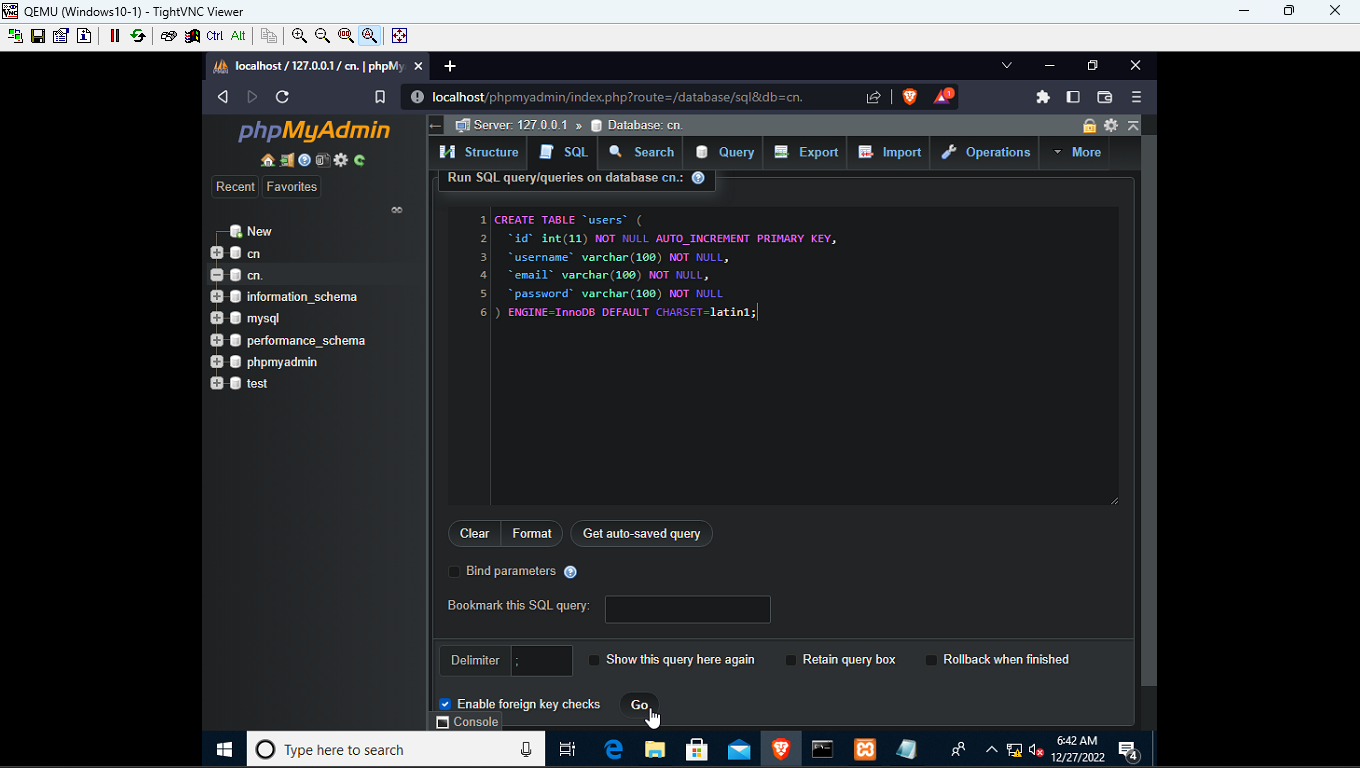 QEMU (Windows10-1) - TightVNC Viewer
Ctrl Alt
localhost / 127.0.0.1 / cn. | phpMy
localhost/phpmyadmin/index.php?route=/database/sql&db=cn.
1
phpMyAdmin
Recent Favorites
New
cn
cn.
information_schema
mysql
performance_schema
phpmyadmin
test
Server: 127.0.0.1 » Database: cn.
Structure SQL Search Query Export Import Operations More
Run SQL query/queries on database cn.:
1 CREATE TABLE `users` (
2 `id` int(11) NOT NULL AUTO_INCREMENT PRIMARY KEY,
3 `username` varchar(100) NOT NULL,
4 `email` varchar(100) NOT NULL,
5 `password` varchar(100) NOT NULL
6 ) ENGINE=InnoDB DEFAULT CHARSET=latin1;
Clear Format Get auto-saved query
Bind parameters
Bookmark this SQL query:
Delimiter ; Show this query here again Retain query box Rollback when finished
Enable foreign key checks Go
Console
Type here to search
6:42 AM
12/27/2022
4